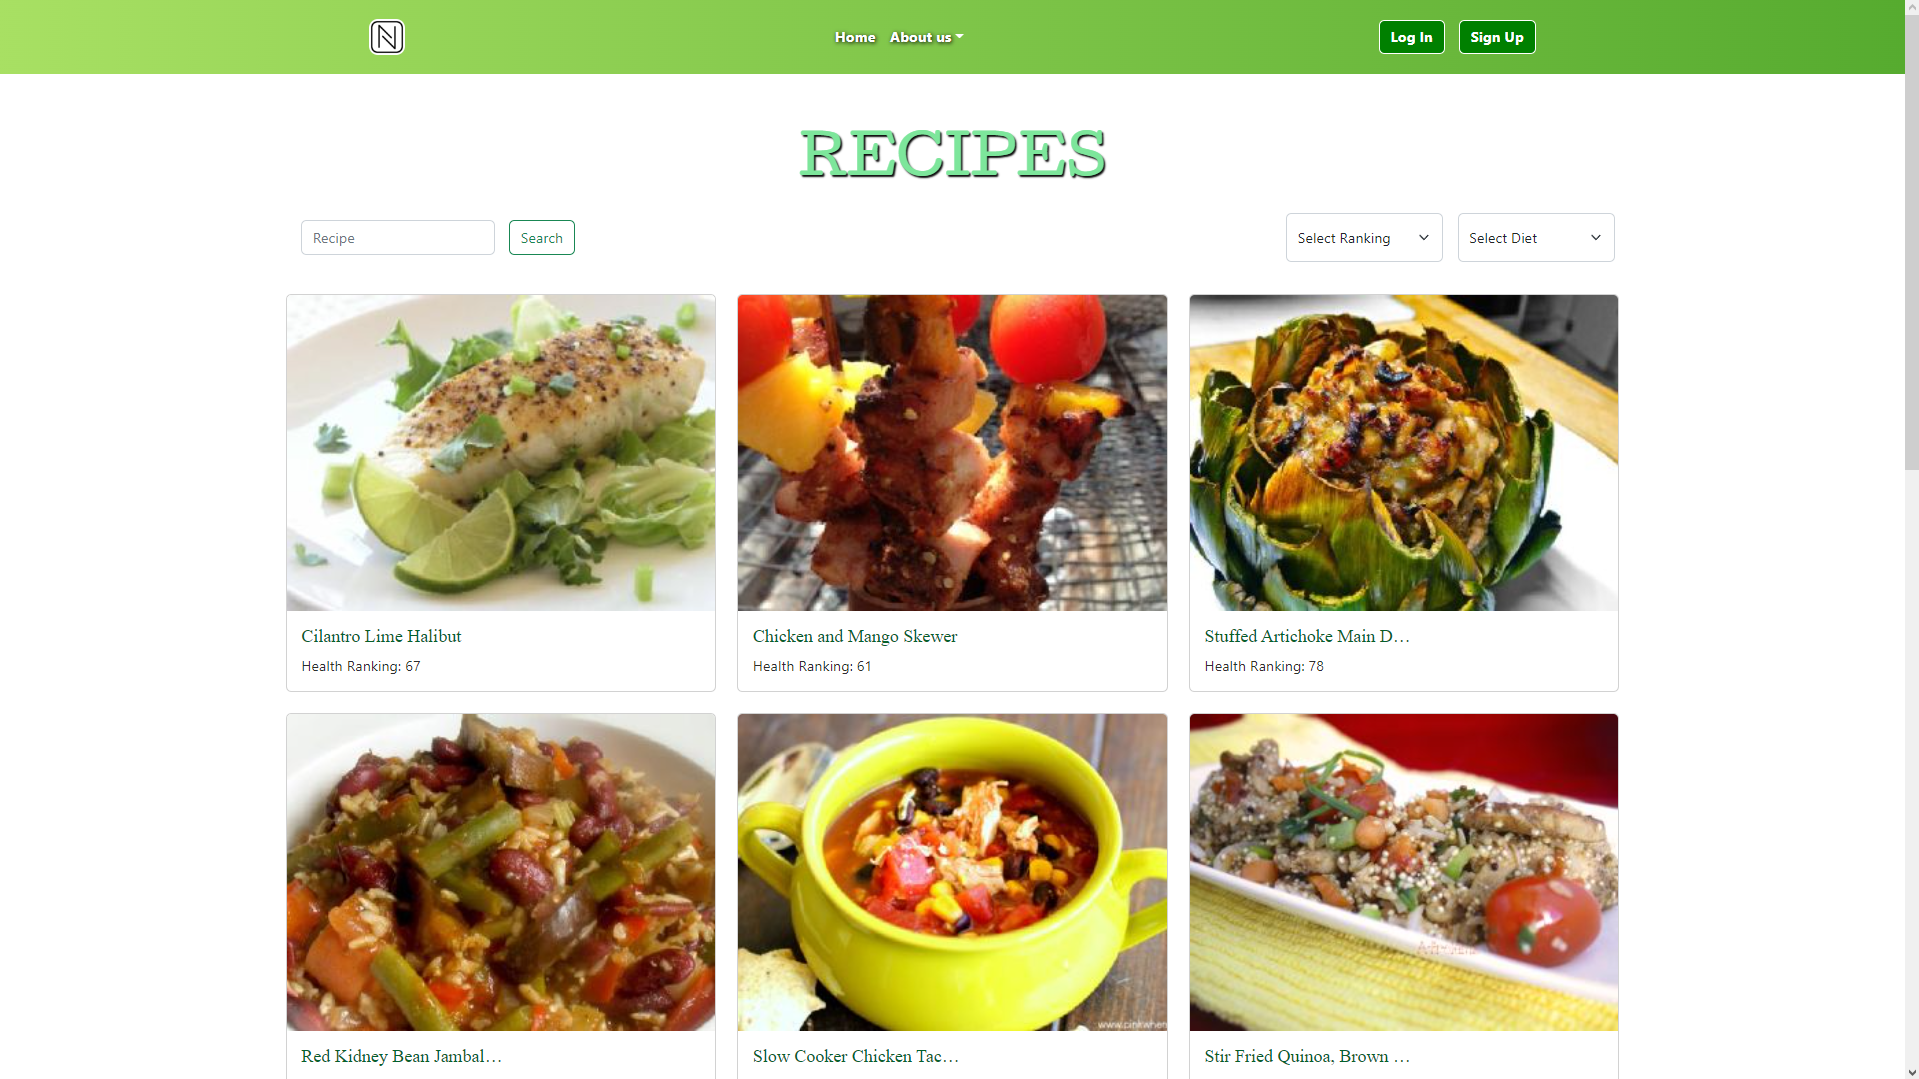 N
Home About us Log In Sign Up
RECIPES
Recipe Search Select Ranking Select Diet
Cilantro Lime Halibut
Health Ranking: 67
Chicken and Mango Skewer
Health Ranking: 61
Stuffed Artichoke Main D...
Health Ranking: 78
Red Kidney Bean Jambal...
Slow Cooker Chicken Tac...
Stir Fried Quinoa, Brown ...